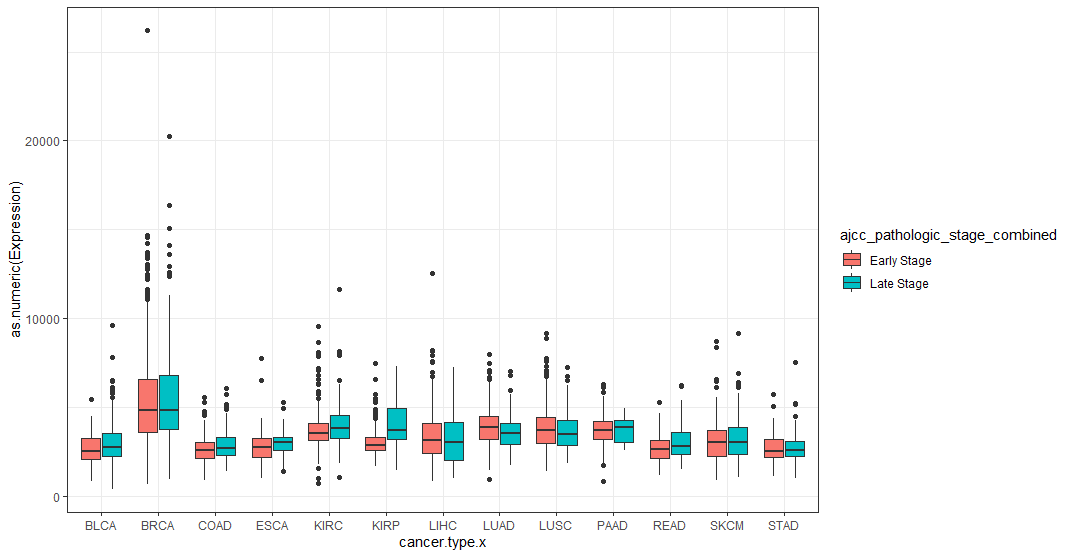 as.numeric(Expression)
20000
10000
0
BLCA BRCA COAD ESCA KIRC KIRP LIHC LUAD LUSC PAAD READ SKCM STAD
cancer.type.x
ajcc_pathologic_stage_combined
Early Stage
Late Stage